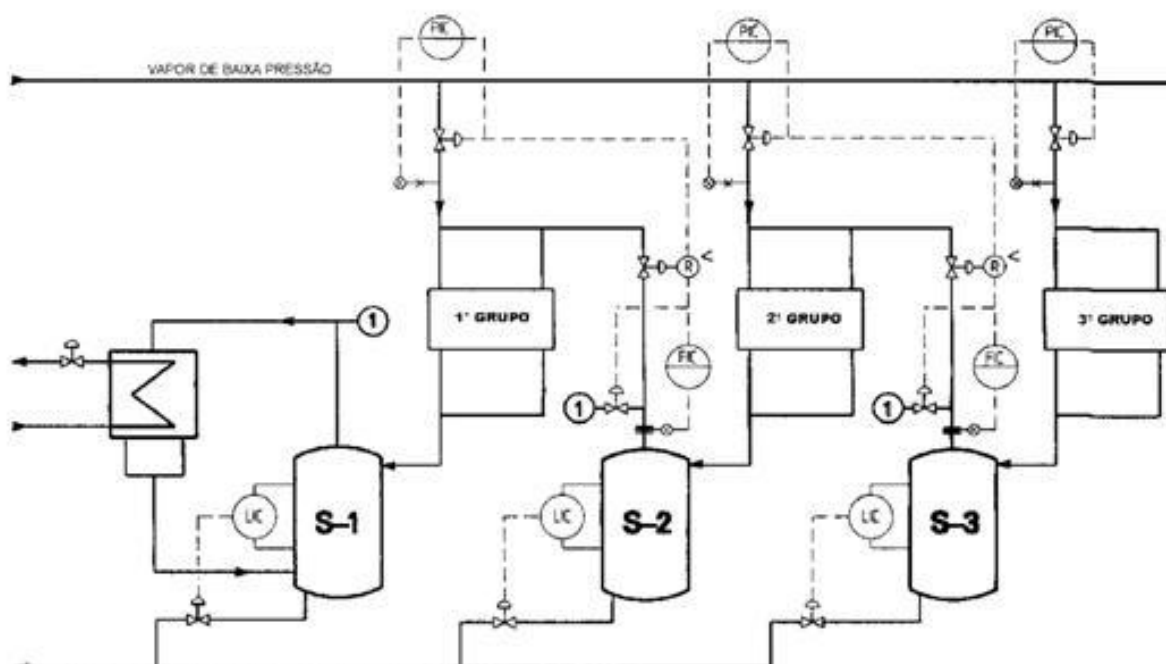 PIC
PIC
PIC
VAPOR DE BAIXA PRESSÃO
R <
R <
1° GRUPO
2° GRUPO
3° GRUPO
1
FIC
FIC
1
1
LIC
S-1
LIC
S-2
LIC
S-3